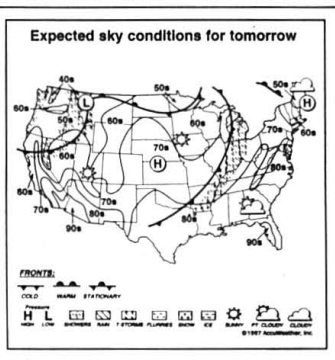 Expected sky conditions for tomorrow
40s
50s
60s
50s
60s
L
H
60s
70s
60s
50s
60s
70s
H
80s
60s
70s
80s
90s
70s
80s
90s
FRONTS:
COLD WARM STATIONARY
Pressure
H L
HIGH LOW SHOWERS RAIN T-STORMS FLURRIES SNOW ICE SUNNY PT. CLOUDY CLOUDY
©1997 AccuWeather, Inc.